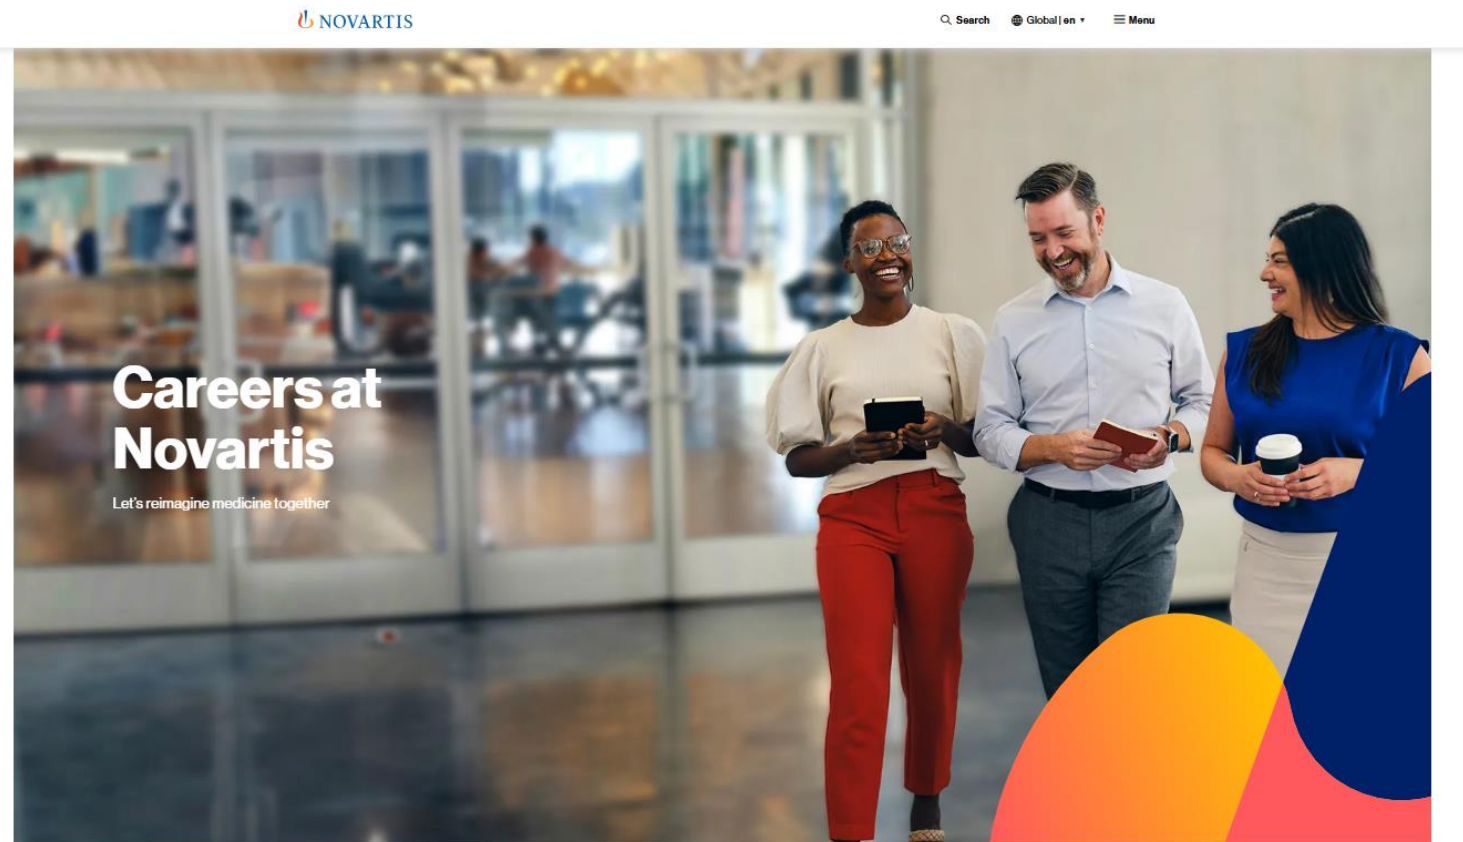 NOVARTIS
Search
Global | en
Menu
Careers at
Novartis
Let's reimagine medicine together